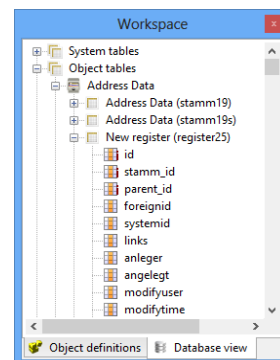 Workspace
System tables
Object tables
Address Data
Address Data (stamm19)
Address Data (stamm19s)
New register (register25)
id
stamm_id
parent_id
foreignid
systemid
links
anleger
angelegt
modifyuser
modifytime
Object definitions Database view